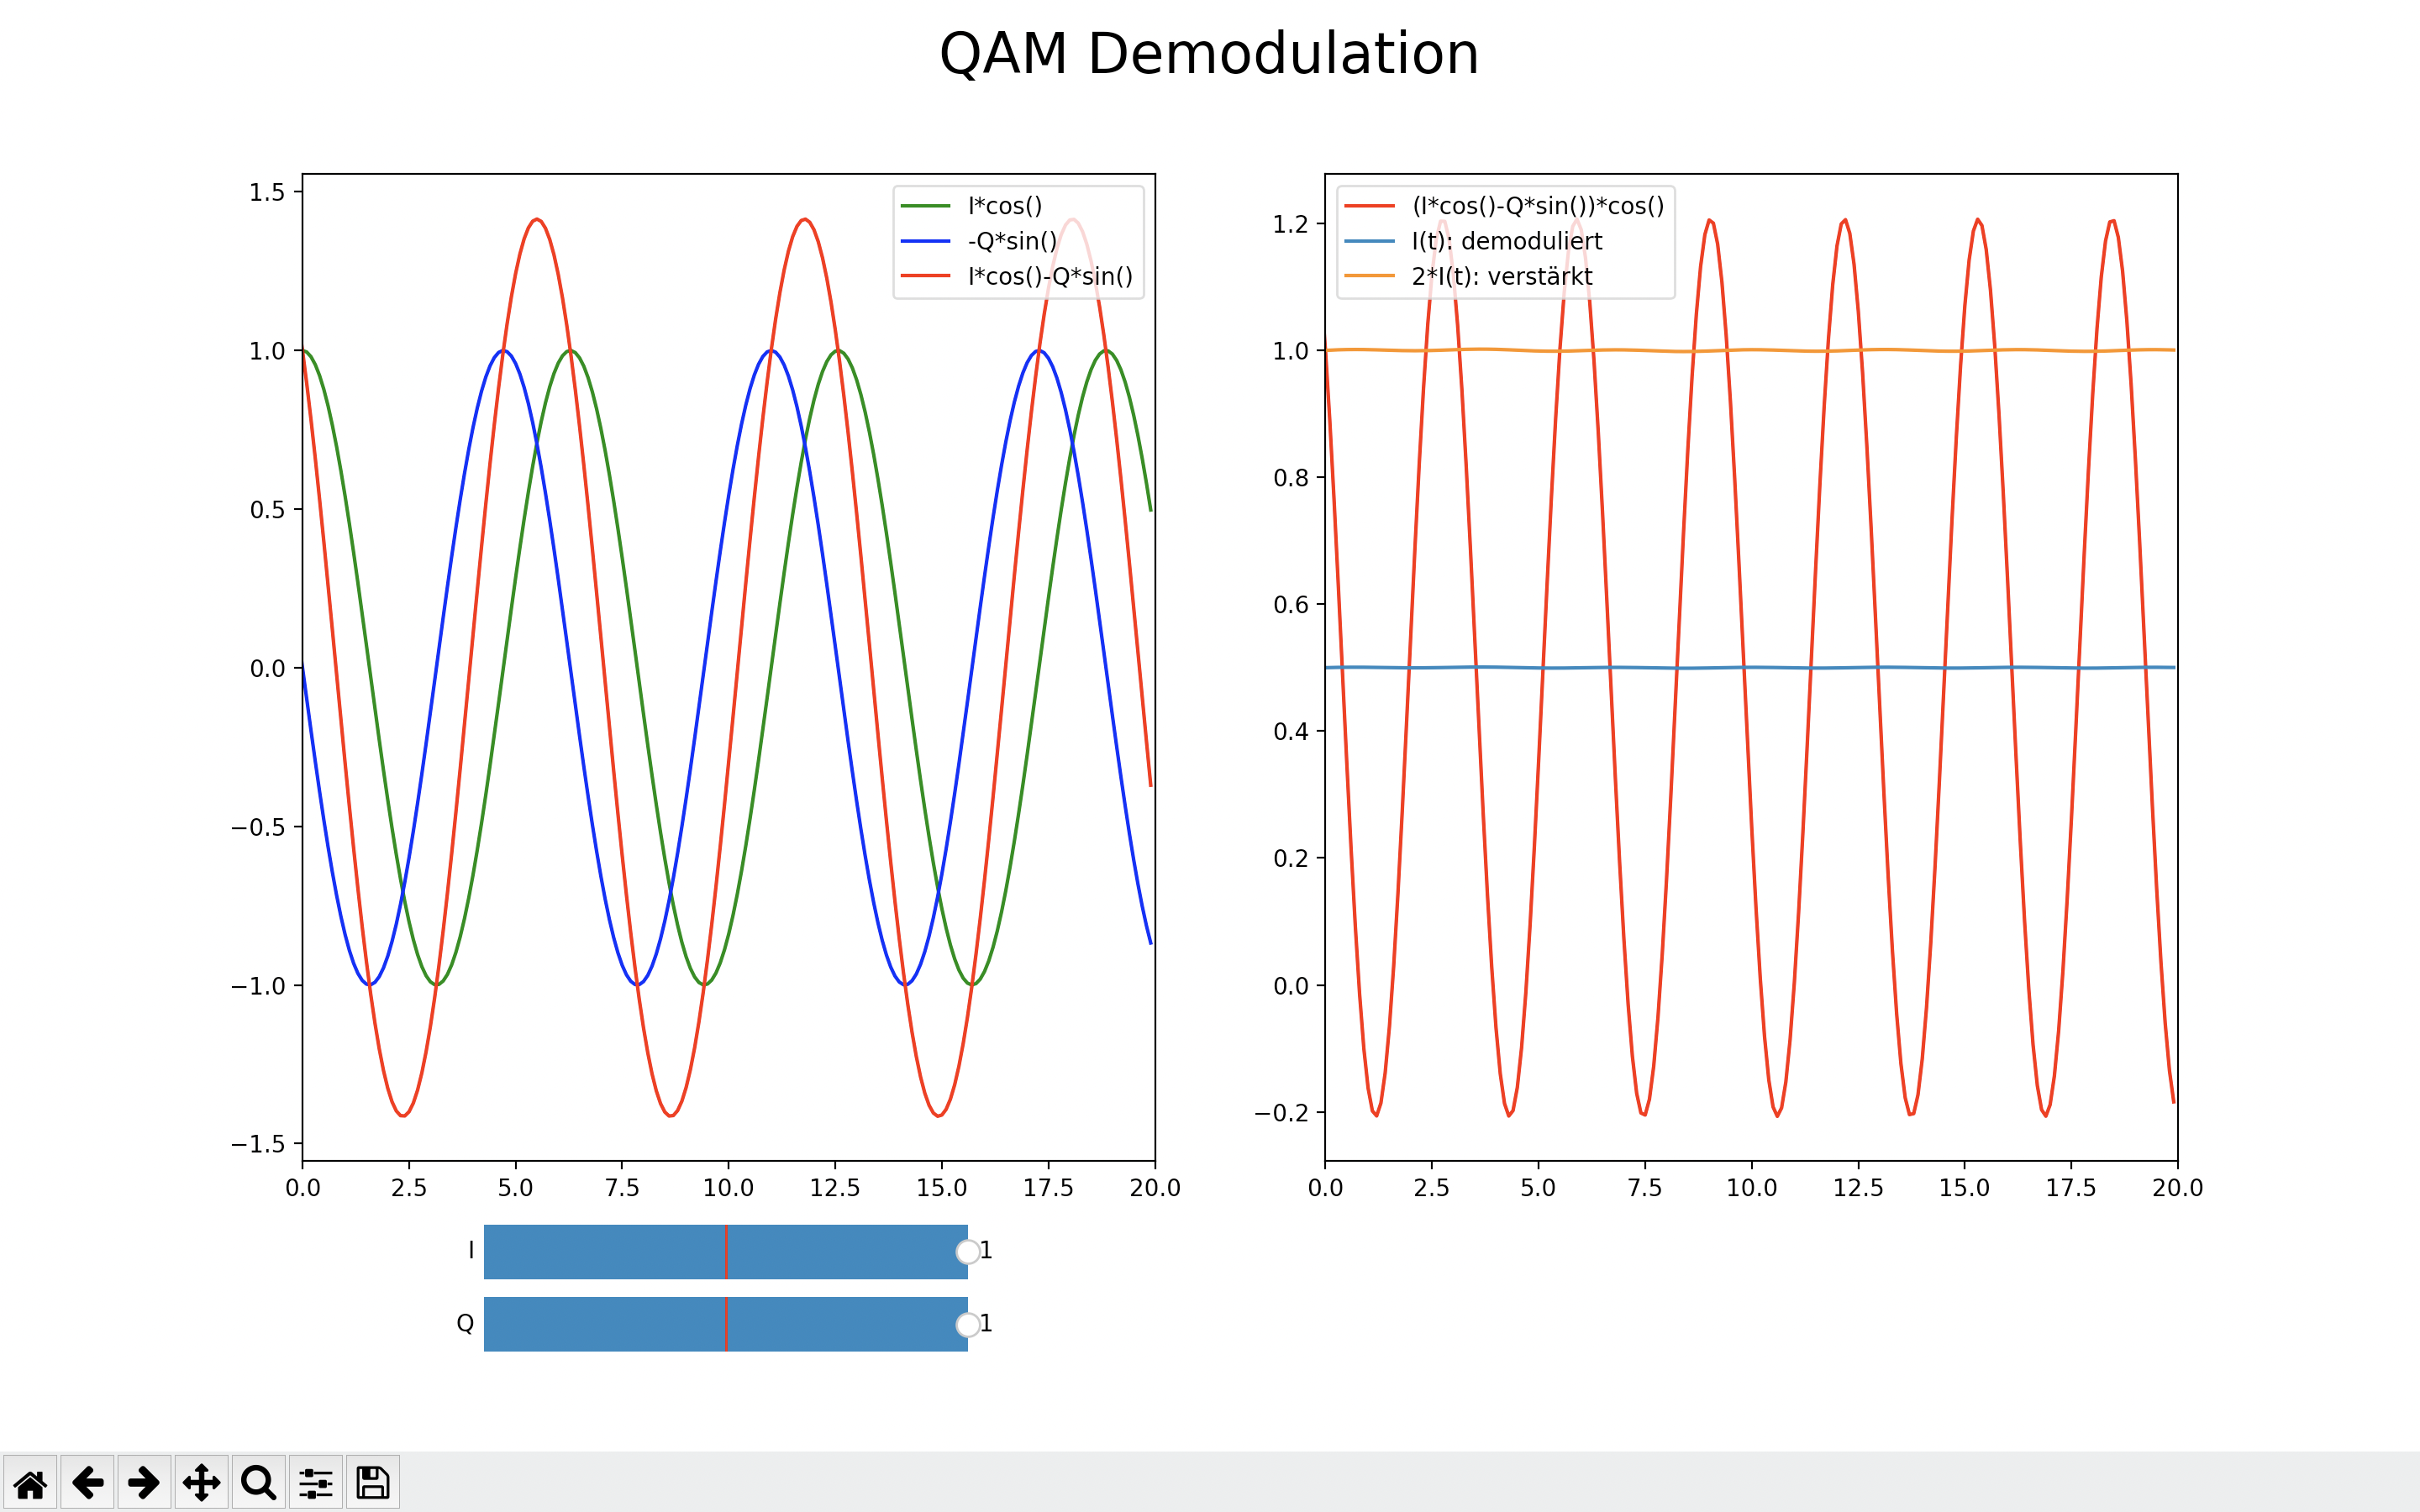 QAM Demodulation
1.5
1.0
0.5
0.0
−0.5
−1.0
−1.5
I*cos()
-Q*sin()
I*cos()-Q*sin()
0.0 2.5 5.0 7.5 10.0 12.5 15.0 17.5 20.0
1.2
1.0
0.8
0.6
0.4
0.2
0.0
−0.2
(I*cos()-Q*sin())*cos()
I(t): demoduliert
2*I(t): verstärkt
0.0 2.5 5.0 7.5 10.0 12.5 15.0 17.5 20.0
I 1
Q 1